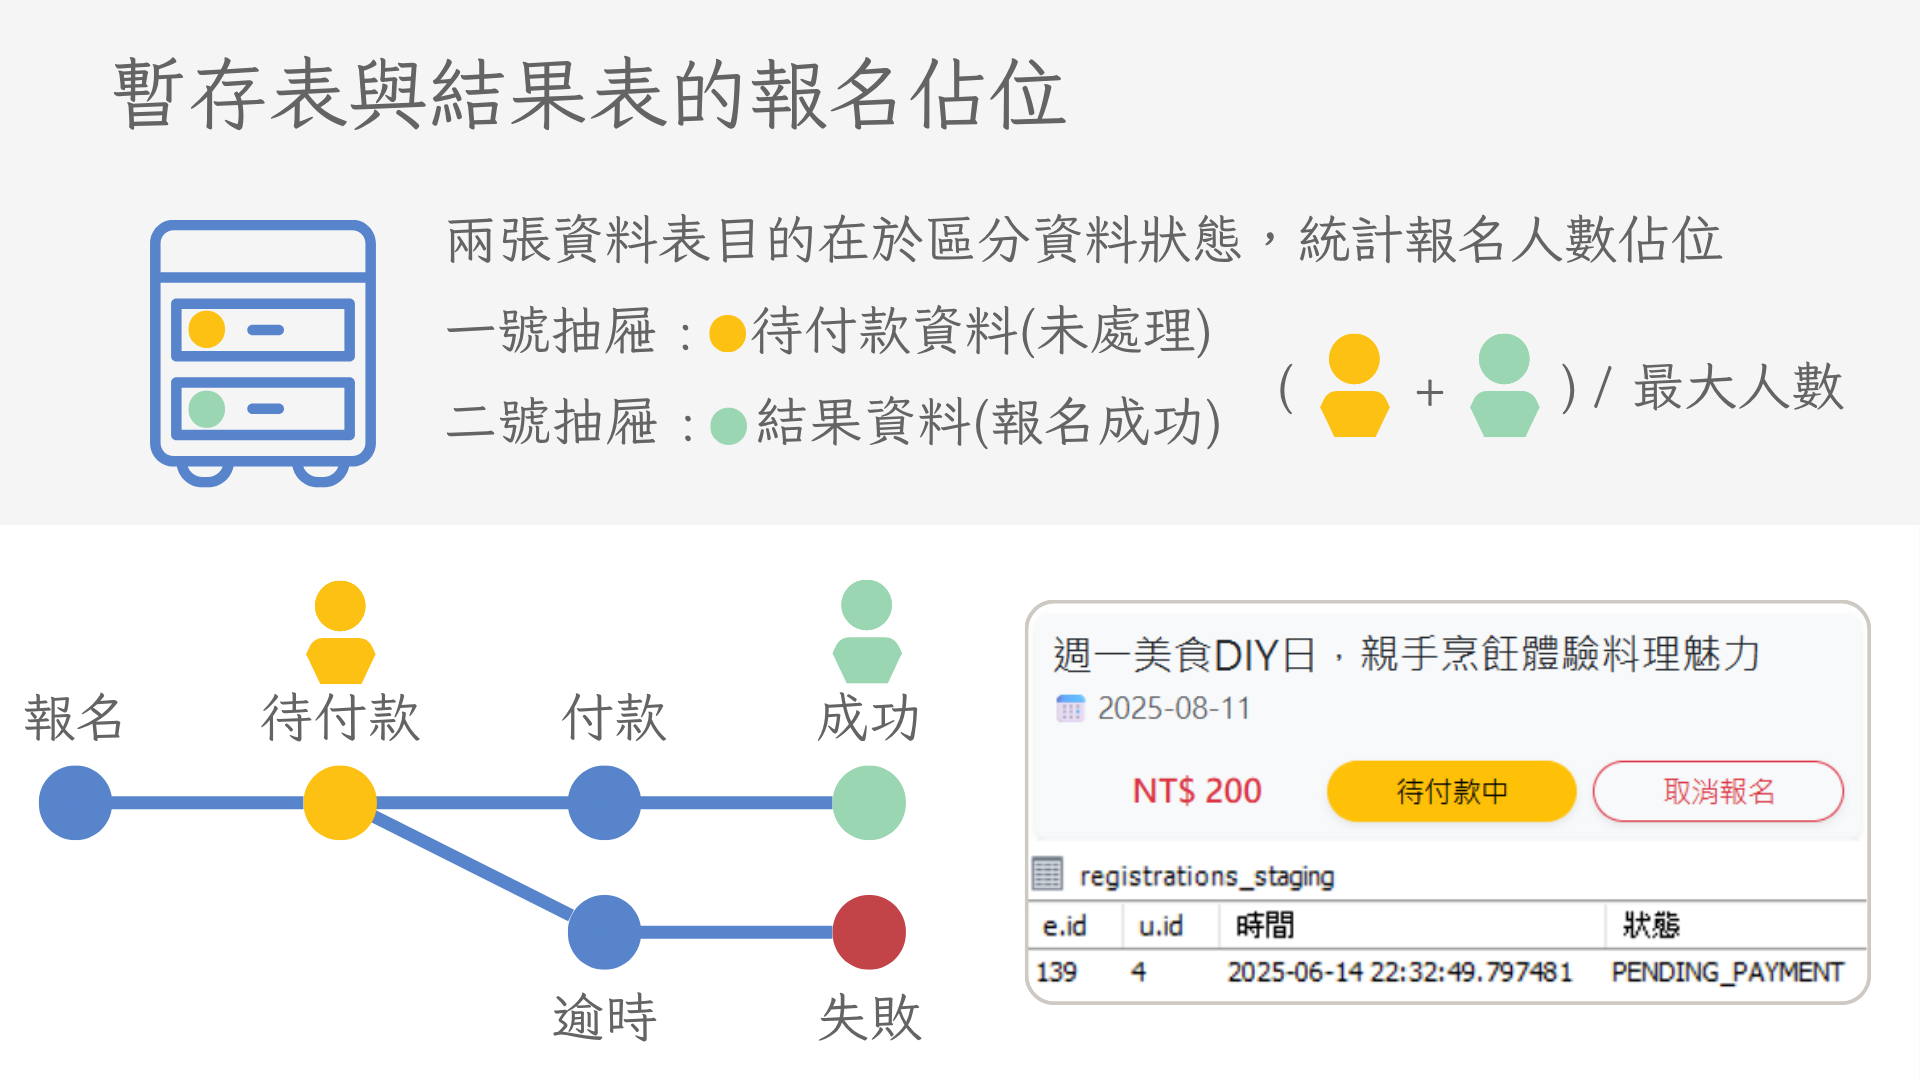 暫存表與結果表的報名佔位
兩張資料表目的在於區分資料狀態，統計報名人數佔位
一號抽屜：待付款資料(未處理)
二號抽屜：結果資料(報名成功)
( + ) / 最大人數
報名 待付款 付款 成功
逾時 失敗
週一美食DIY日，親手烹飪體驗料理魅力
2025-08-11
NT$ 200 待付款中 取消報名
registrations_staging
e.id u.id 時間 狀態
139 4 2025-06-14 22:32:49.797481 PENDING_PAYMENT